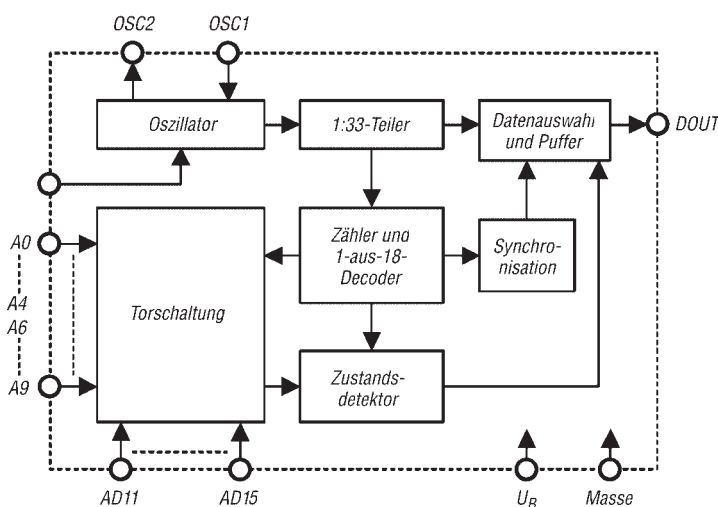 OSC2 OSC1
Oszillator
1:33-Teiler
Datenauswahl
und Puffer
DOUT
A0
A4
A6
A9
Torschaltung
Zähler und
1-aus-18-
Decoder
Synchro-
nisation
Zustands-
detektor
AD11 AD15 UB Masse